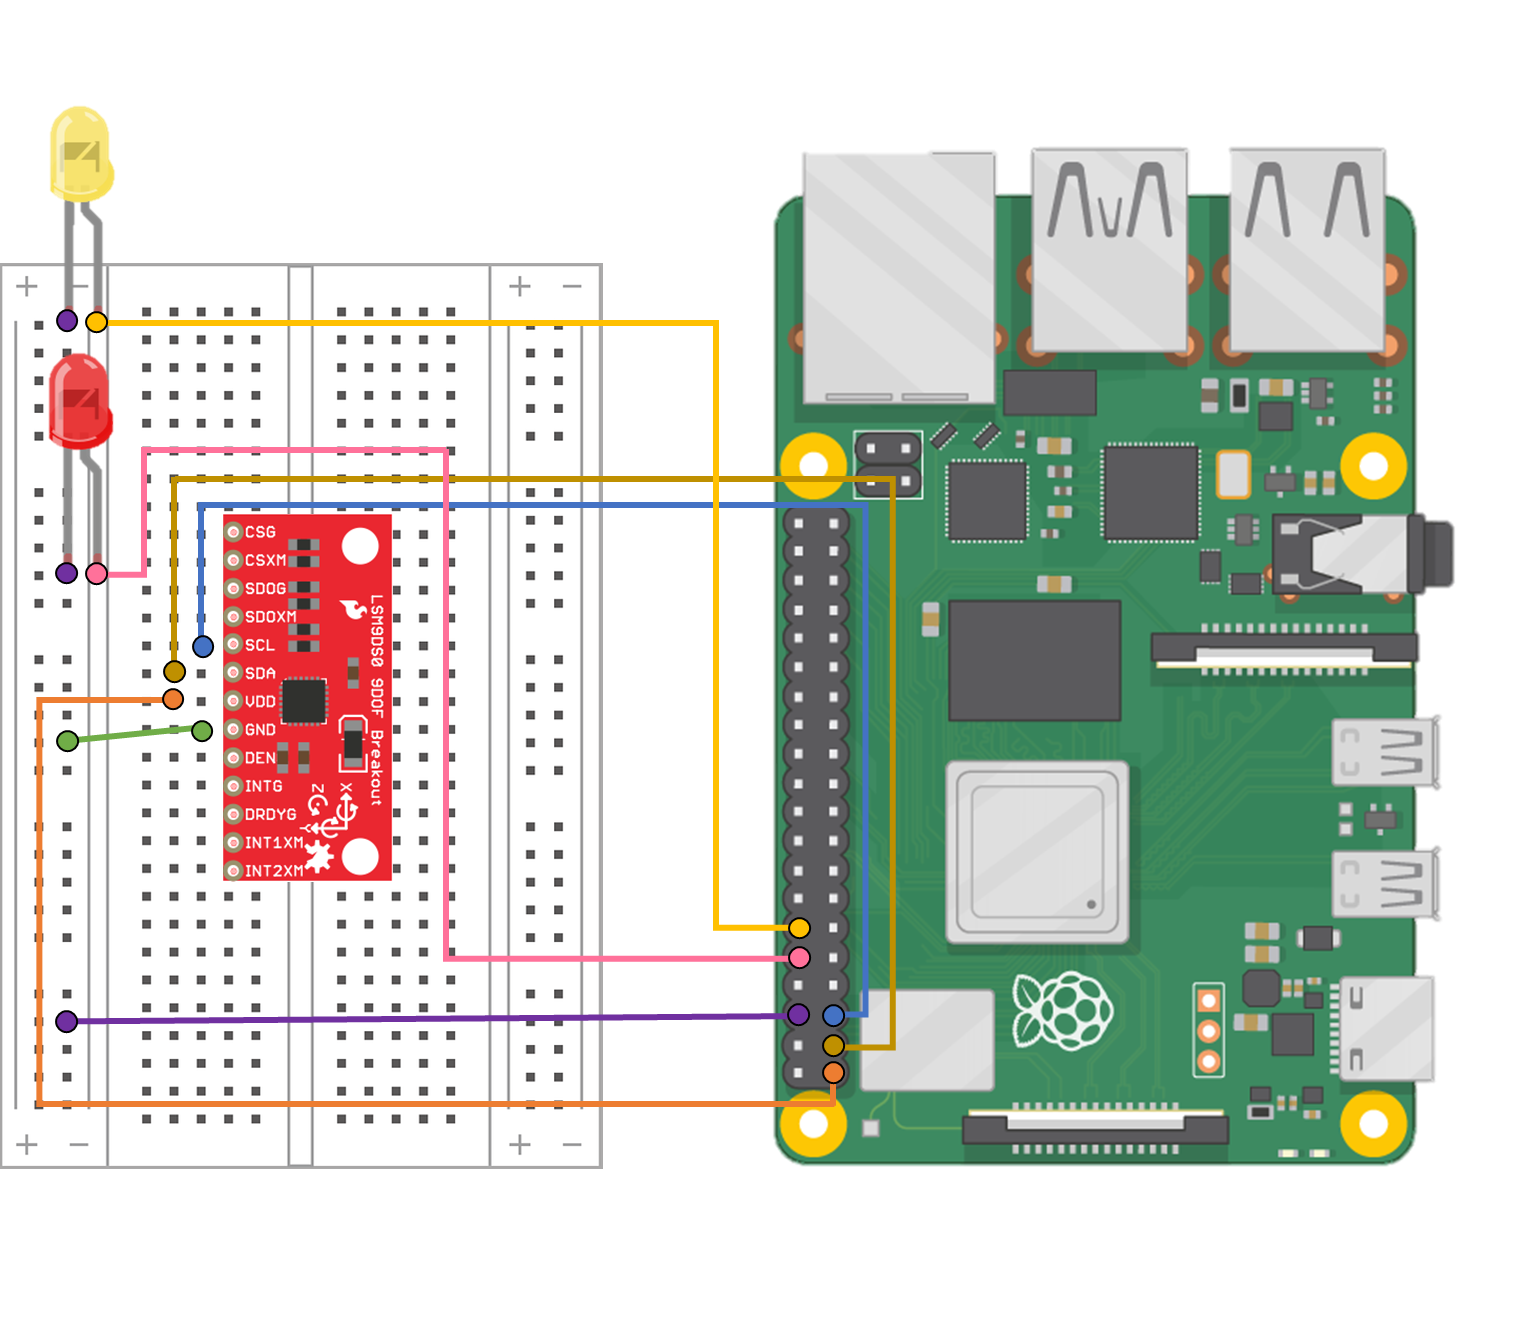 + −
+ −
CSG
CSXM
SDOG
SDOXM
SCL
SDA
VDD
GND
DEN
INTG
DRDYG
INT1XM
INT2XM
LSM9DS0 9DOF Breakout
Z
X
Y
+ −
+ −